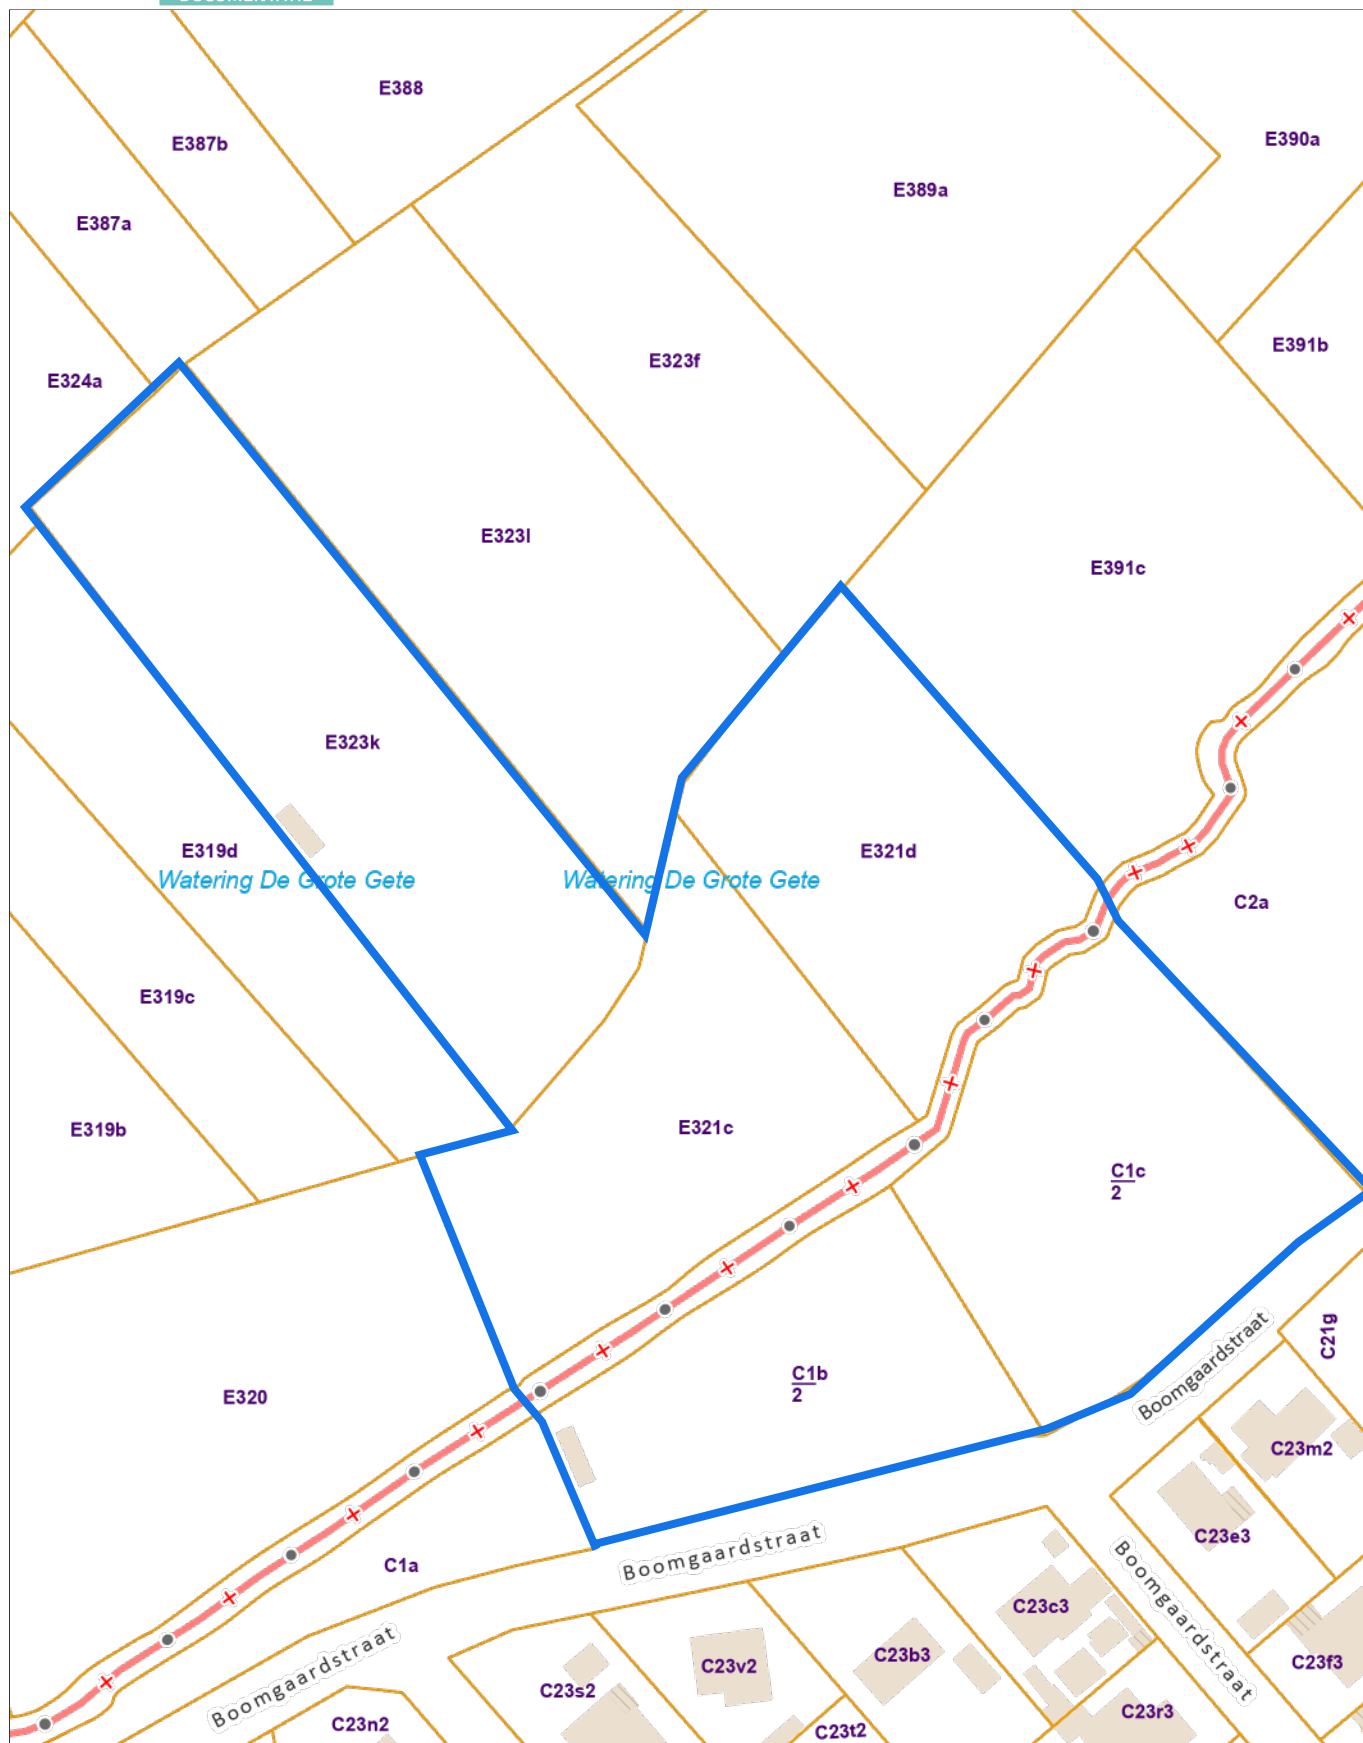 E388
E387b
E390a
E389a
E387a
E391b
E323f
E324a
E323l
E391c
E323k
E319d
E321d
Watering De Grote Gete
Watering De Grote Gete
C2a
E319c
E321c
E319b
C1c
2
C21g
Boomgaardstraat
C1b
2
E320
C23m2
C23e3
Boomgaardstraat
C1a
Boomgaardstraat
C23c3
Boomgaardstraat
C23b3
C23v2
C23f3
C23s2
C23r3
C23n2
C23t2